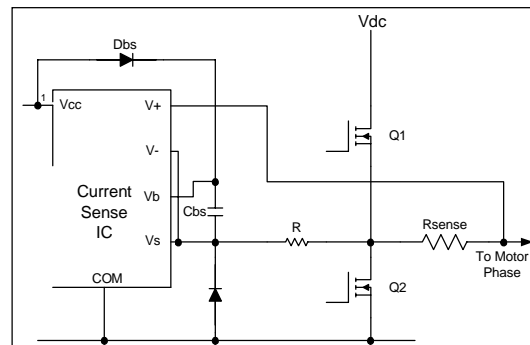 Vdc
Dbs
1
Vcc
V+
Q1
V-
Current
Sense
IC
Vb
Cbs
Vs
R
Rsense
To Motor
Phase
COM
Q2